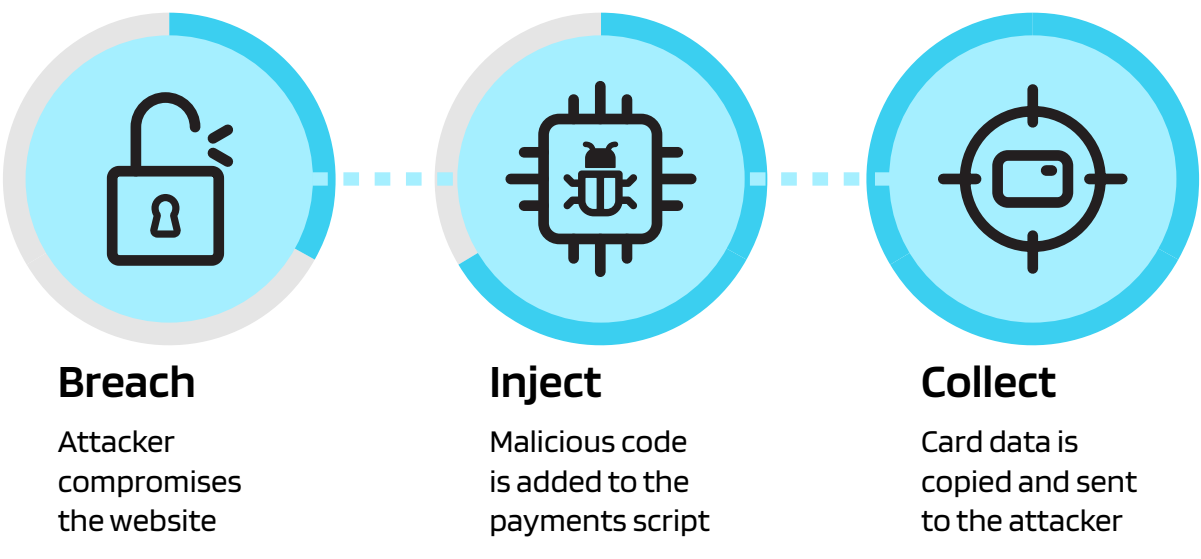 Breach
Attacker
compromises
the website
Inject
Malicious code
is added to the
payments script
Collect
Card data is
copied and sent
to the attacker